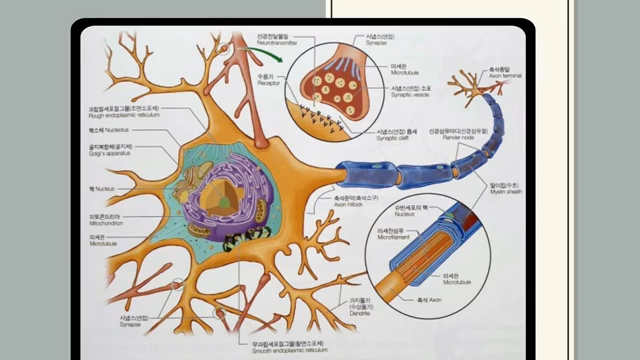 신경전달물질
Neurotransmitter
시냅스(연접)
Synapse
미세관
Microtubule
수용기
Receptor
시냅스(연접) 소포
Synaptic vesicle
시냅스(연접) 틈새
Synaptic cleft
축삭종말
Axon terminal
과립형질세포그물(조면소포체)
Rough endoplasmic reticulum
핵소체 Nucleolus
골지복합체(골지체)
Golgi's apparatus
핵 Nucleus
미토콘드리아
Mitochondrion
미세관
Microtubule
신경섬유마디(신경섬유절)
Ranvier node
말이집(수초)
Myelin sheath
축삭둔덕(축삭소구)
Axon hillock
슈반세포의 핵
Nucleus
미세잔섬유
Microfilament
미세관
Microtubule
축삭 Axon
가지돌기
(수상돌기)
Dendrite
시냅스(연접)
Synapse
무과립세포질그물(활면소포체)
Smooth endoplasmic reticulum